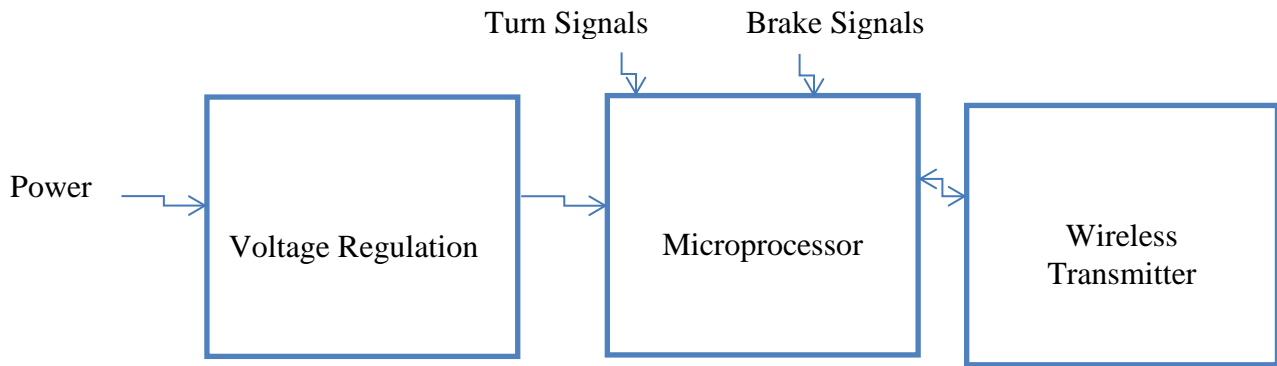 Turn Signals
Brake Signals
Power
Voltage Regulation
Microprocessor
Wireless
Transmitter